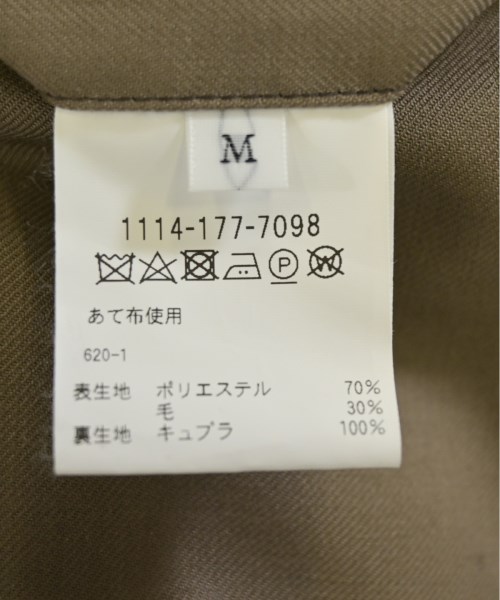 M
1114-177-7098
P W
あて布使用
620-1
表生地 ポリエステル 70%
毛 30%
裏生地 キュプラ 100%